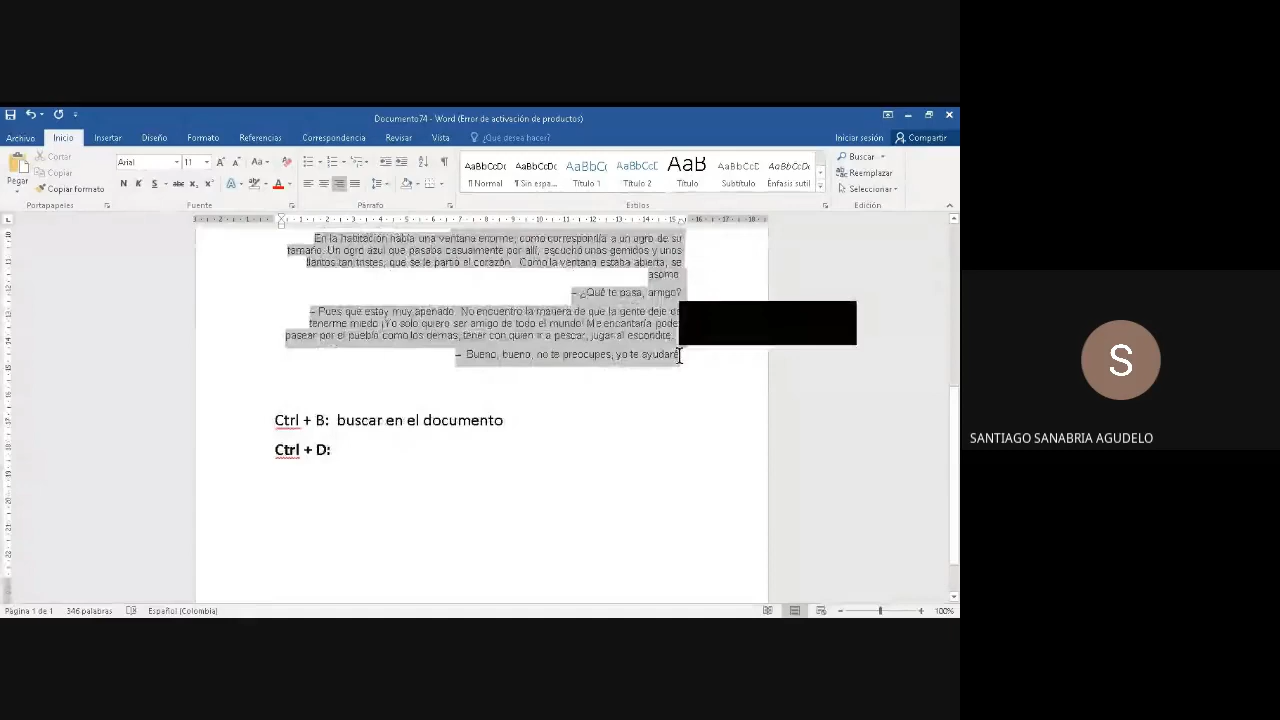 Documento74 - Word (Error de activación de productos)
Archivo Inicio Insertar Diseño Formato Referencias Correspondencia Revisar Vista ¿Qué desea hacer? Iniciar sesión Compartir
Pegar
Cortar
Copiar
Copiar formato
Portapapeles
Arial 11
N K S abc x₂ x²
Fuente
Párrafo
AaBbCcDc AaBbCcDc AaBbCc AaBbCcD AaB AaBbCcD AaBbCcDc
¶ Normal ¶ Sin espa... Título 1 Título 2 Título Subtítulo Énfasis sutil
Estilos
Buscar
Reemplazar
Seleccionar
Edición
En la habitación había una ventana enorme, como correspondía a un ogro de su
tamaño. Un ogro azul que pasaba casualmente por allí, escuchó unos gemidos y unos
llantos tan tristes, que se le partió el corazón. Como la ventana estaba abierta, se
asomó.
– ¿Qué te pasa, amigo?
– Pues que estoy muy apenado. No encuentro la manera de que la gente deje de
tenerme miedo ¡Yo sólo quiero ser amigo de todo el mundo! Me encantaría
pasear por el pueblo como los demás, tener con quien ir a pescar, jugar al escondite.
– Bueno, bueno, no te preocupes, yo te ayudaré
Ctrl + B: buscar en el documento
Ctrl + D:
Página 1 de 1 346 palabras Español (Colombia) 100%
S
SANTIAGO SANABRIA AGUDELO